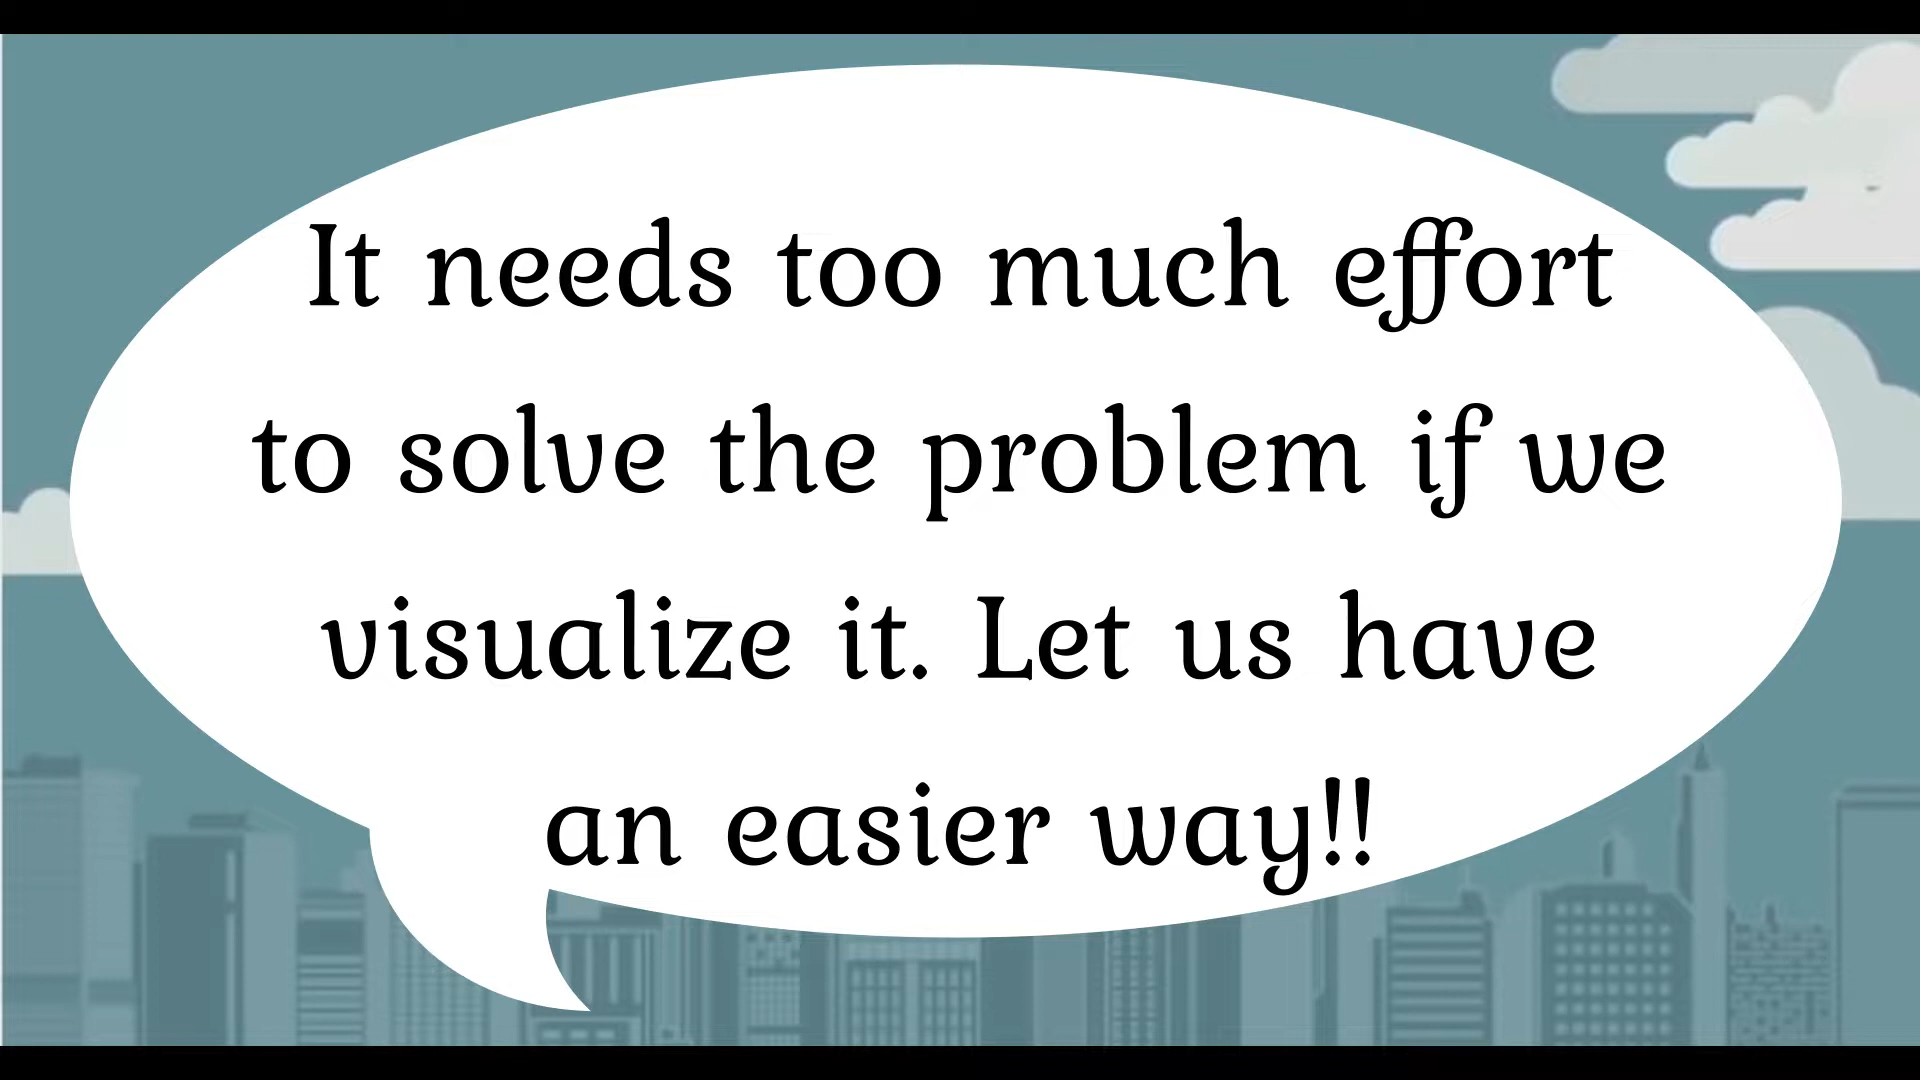 It needs too much effort
to solve the problem if we
visualize it. Let us have
an easier way!!